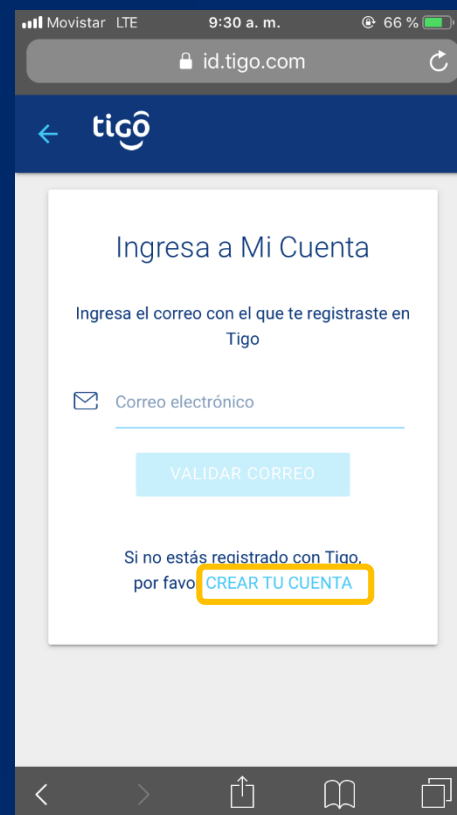 Movistar LTE 9:30 a. m. 66 %
id.tigo.com
tigô
Ingresa a Mi Cuenta
Ingresa el correo con el que te registraste en
Tigo
Correo electrónico
VALIDAR CORREO
Si no estás registrado con Tigo,
por favo CREAR TU CUENTA